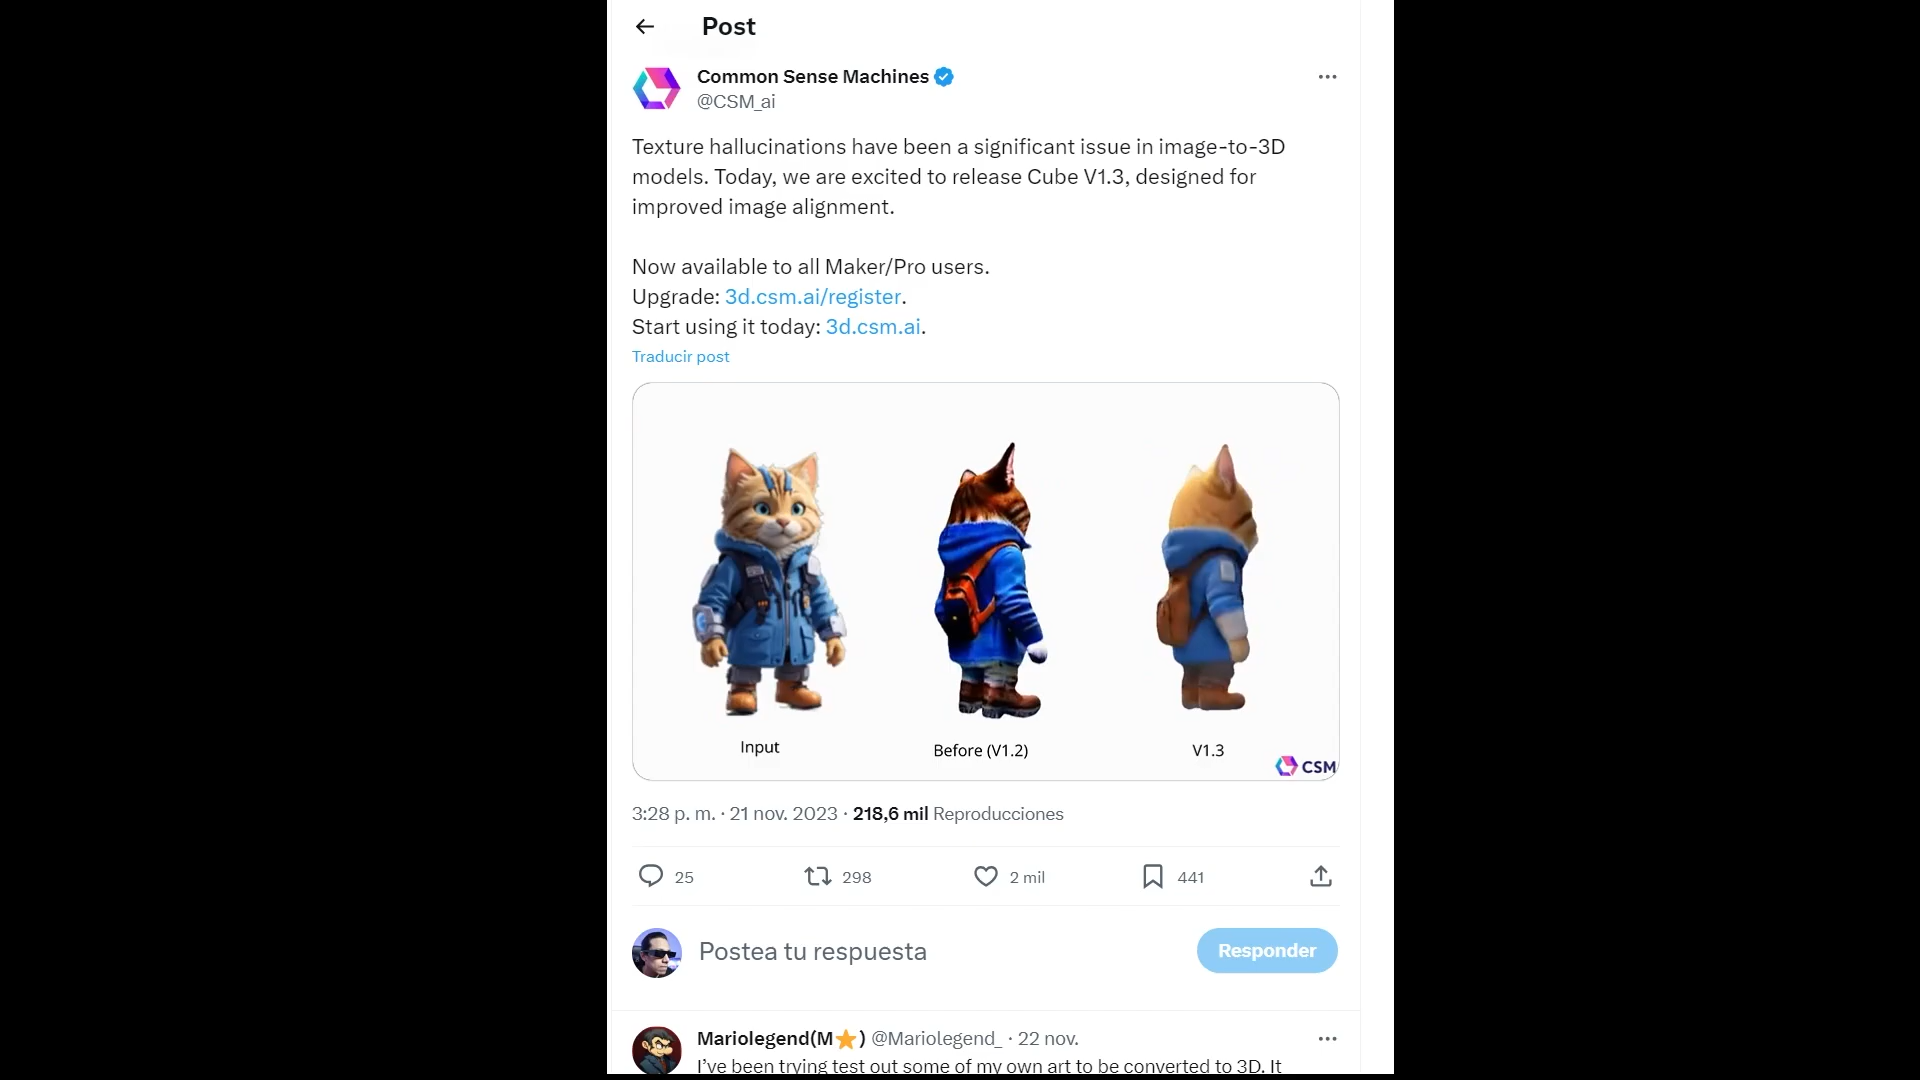 Post
Common Sense Machines
@CSM_ai
Texture hallucinations have been a significant issue in image-to-3D
models. Today, we are excited to release Cube V1.3, designed for
improved image alignment.
Now available to all Maker/Pro users.
Upgrade: 3d.csm.ai/register.
Start using it today: 3d.csm.ai.
Traducir post
Input
Before (V1.2)
V1.3
CSM
3:28 p. m. · 21 nov. 2023 · 218,6 mil Reproducciones
25
298
2 mil
441
Postea tu respuesta
Responder
Mariolegend(M⭐) @Mariolegend_ · 22 nov.
I've been trying test out some of my own art to be converted to 3D. It